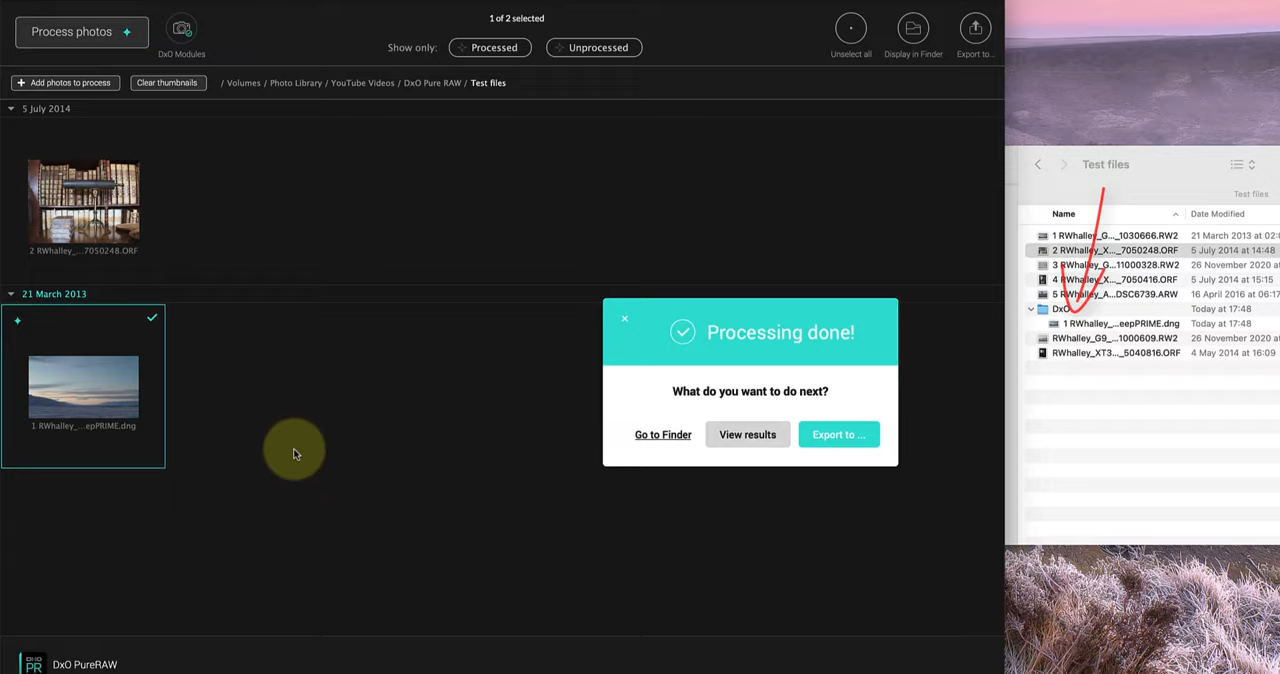 Process photos
DxO Modules
1 of 2 selected
Show only:
Processed
Unprocessed
Unselect all
Display in Finder
Export to...
+ Add photos to process
Clear thumbnails
/ Volumes / Photo Library / YouTube Videos / DxO Pure RAW / Test files
5 July 2014
2 RWhalley_...7050248.ORF
21 March 2013
1 RWhalley_...epPRIME.dng
Processing done!
What do you want to do next?
Go to Finder
View results
Export to ...
DxO
PR
DxO PureRAW
Test files
Test files
Name
Date Modified
1 RWhalley_G..._1030666.RW2 21 March 2013 at 02:
2 RWhalley_X..._7050248.ORF 5 July 2014 at 14:48
3 RWhalley_G...11000328.RW2 26 November 2020 a
4 RWhalley_X..._7050416.ORF 5 July 2014 at 15:15
5 RWhalley_A...DSC6739.ARW 16 April 2016 at 06:17
DxO Today at 17:48
1 RWhalley_...eepPRIME.dng Today at 17:48
RWhalley_G9_..1000609.RW2 26 November 2020 a
RWhalley_XT3..._5040816.ORF 4 May 2014 at 16:09